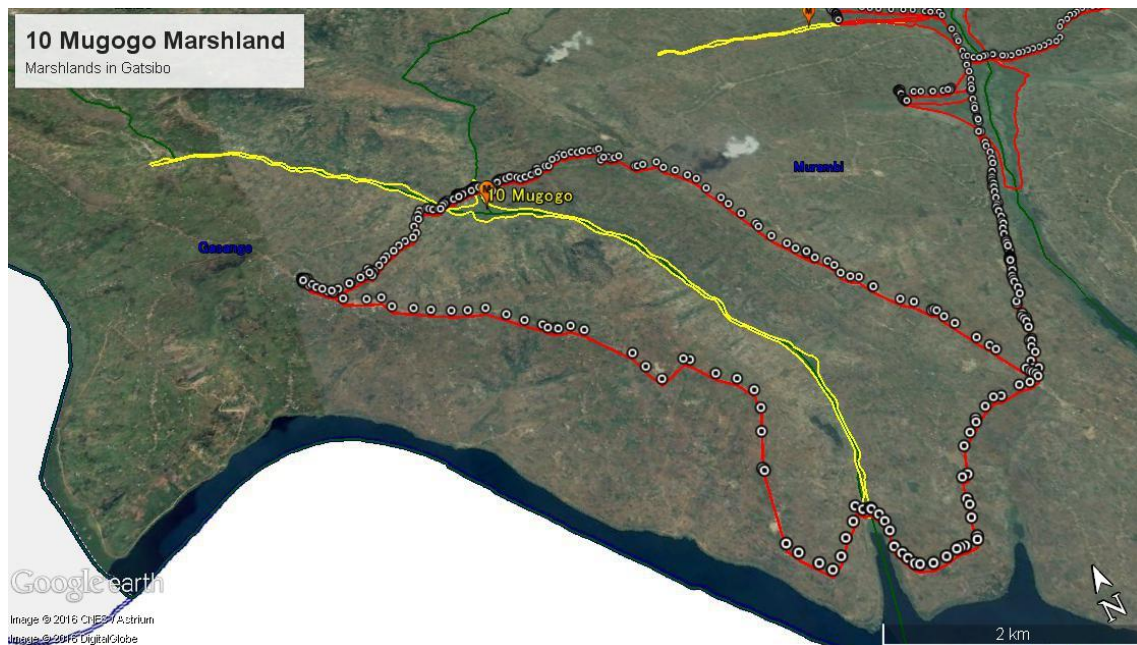 10 Mugogo Marshland
Marshlands in Gatsibo
Murambi
10 Mugogo
Gasange
Google earth
Image © 2016 CNES / Astrium
Image © 2016 DigitalGlobe
N
2 km